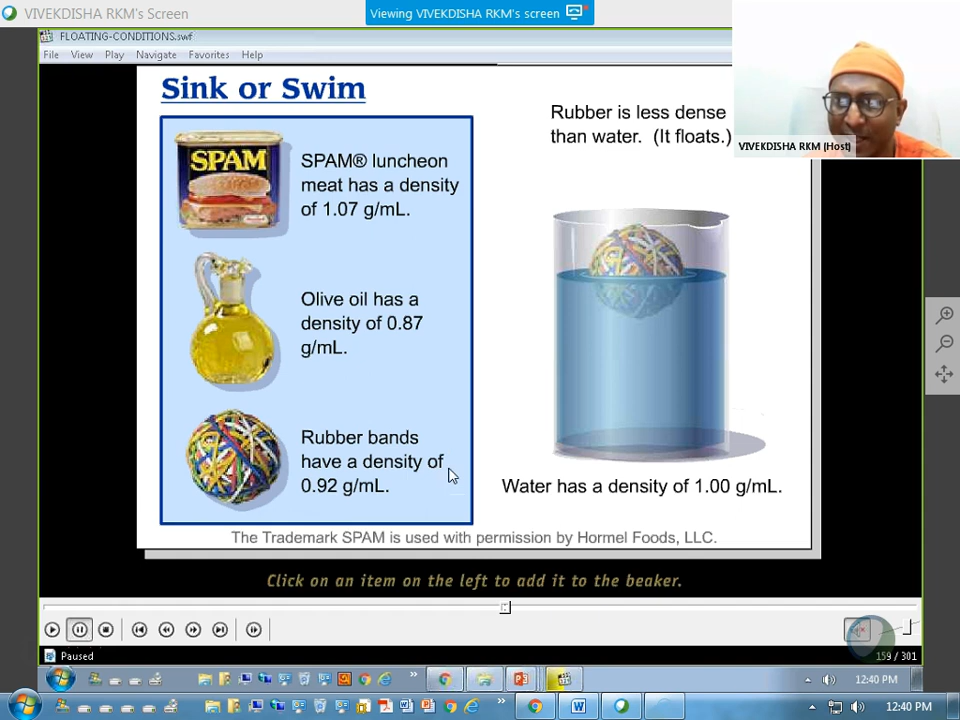 VIVEKDISHA RKM's Screen
Viewing VIVEKDISHA RKM's screen
FLOATING-CONDITIONS.swf
File View Play Navigate Favorites Help
Sink or Swim
SPAM
SPAM® luncheon
meat has a density
of 1.07 g/mL.
Olive oil has a
density of 0.87
g/mL.
Rubber bands
have a density of
0.92 g/mL.
Rubber is less dense
than water. (It floats.)
VIVEKDISHA RKM (Host)
Water has a density of 1.00 g/mL.
The Trademark SPAM is used with permission by Hormel Foods, LLC.
Click on an item on the left to add it to the beaker.
Paused
159 / 301
12:40 PM
12:40 PM